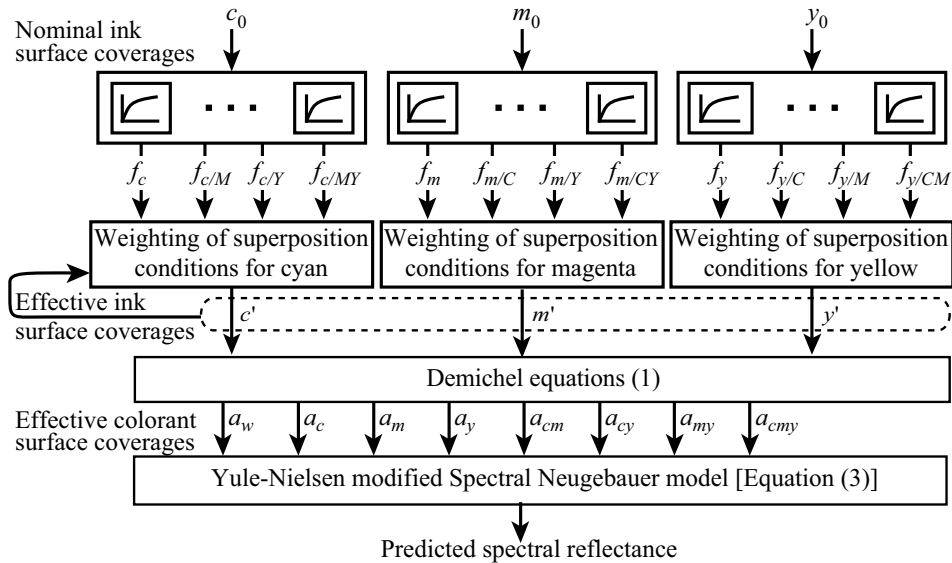 Nominal ink
surface coverages
c0 m0 y0
fc fc/M fc/Y fc/MY fm fm/C fm/Y fm/CY fy fy/C fy/M fy/CM
Weighting of superposition
conditions for cyan
Weighting of superposition
conditions for magenta
Weighting of superposition
conditions for yellow
Effective ink
surface coverages
c' m' y'
Demichel equations (1)
Effective colorant
surface coverages
aw ac am ay acm acy amy acmy
Yule-Nielsen modified Spectral Neugebauer model [Equation (3)]
Predicted spectral reflectance